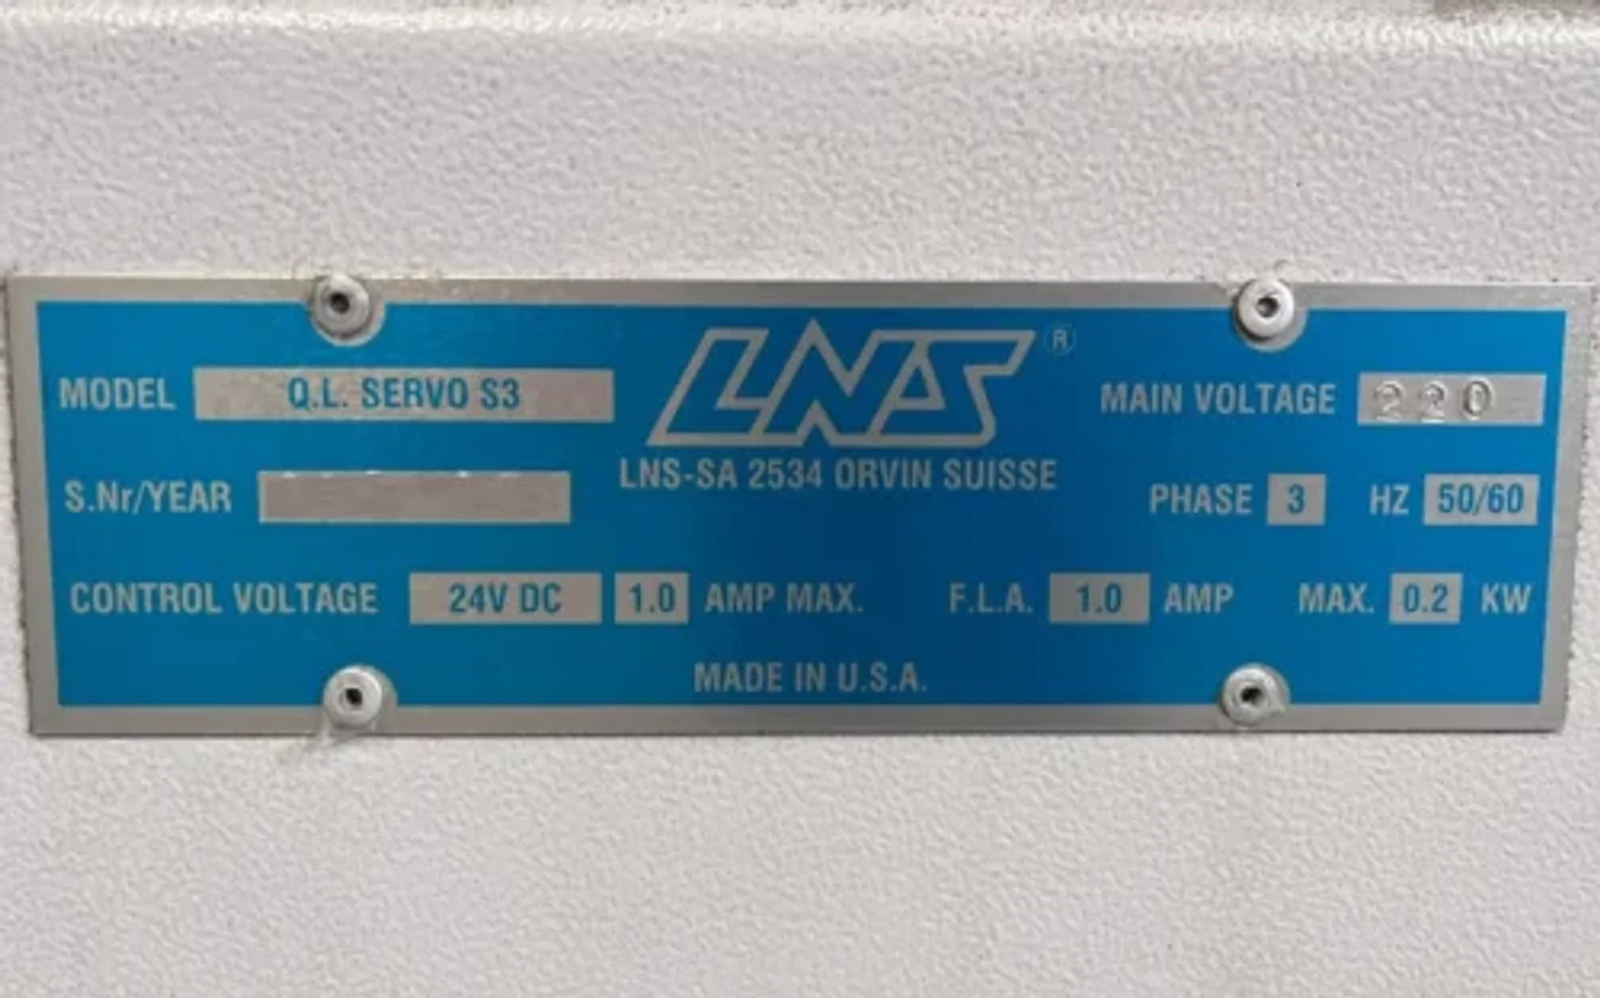 LNS®
MODEL Q.L. SERVO S3
MAIN VOLTAGE 220
LNS-SA 2534 ORVIN SUISSE
S.Nr/YEAR
PHASE 3 HZ 50/60
CONTROL VOLTAGE 24V DC 1.0 AMP MAX. F.L.A. 1.0 AMP MAX. 0.2 KW
MADE IN U.S.A.